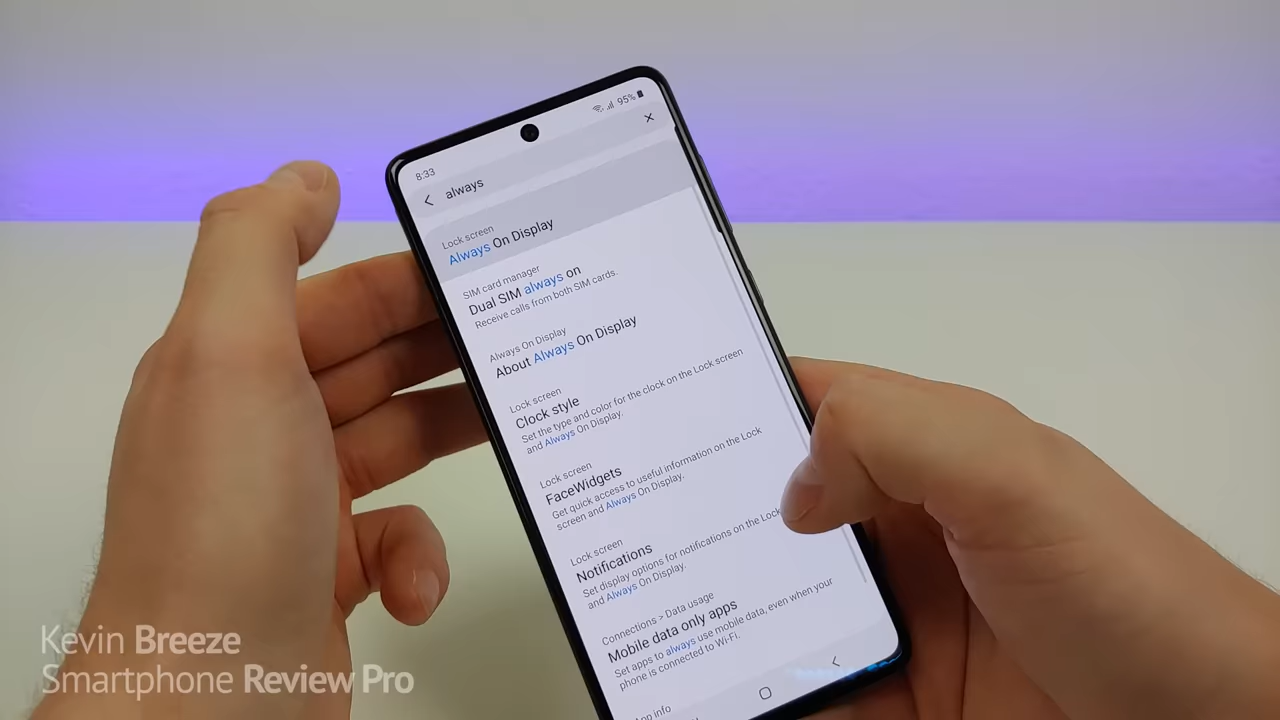 95%
8:33
always
Lock screen
Always On Display
SIM card manager
Dual SIM always on
Receive calls from both SIM cards.
Always On Display
About Always On Display
Lock screen
Clock style
Set the type and color for the clock on the Lock screen
and Always On Display.
Lock screen
FaceWidgets
Get quick access to useful information on the Lock
screen and Always On Display.
Lock screen
Notifications
Set display options for notifications on the Lock
and Always On Display.
Connections > Data usage
Mobile data only apps
Set apps to always use mobile data, even when your
phone is connected to Wi-Fi.
App info
Kevin Breeze
Smartphone Review Pro